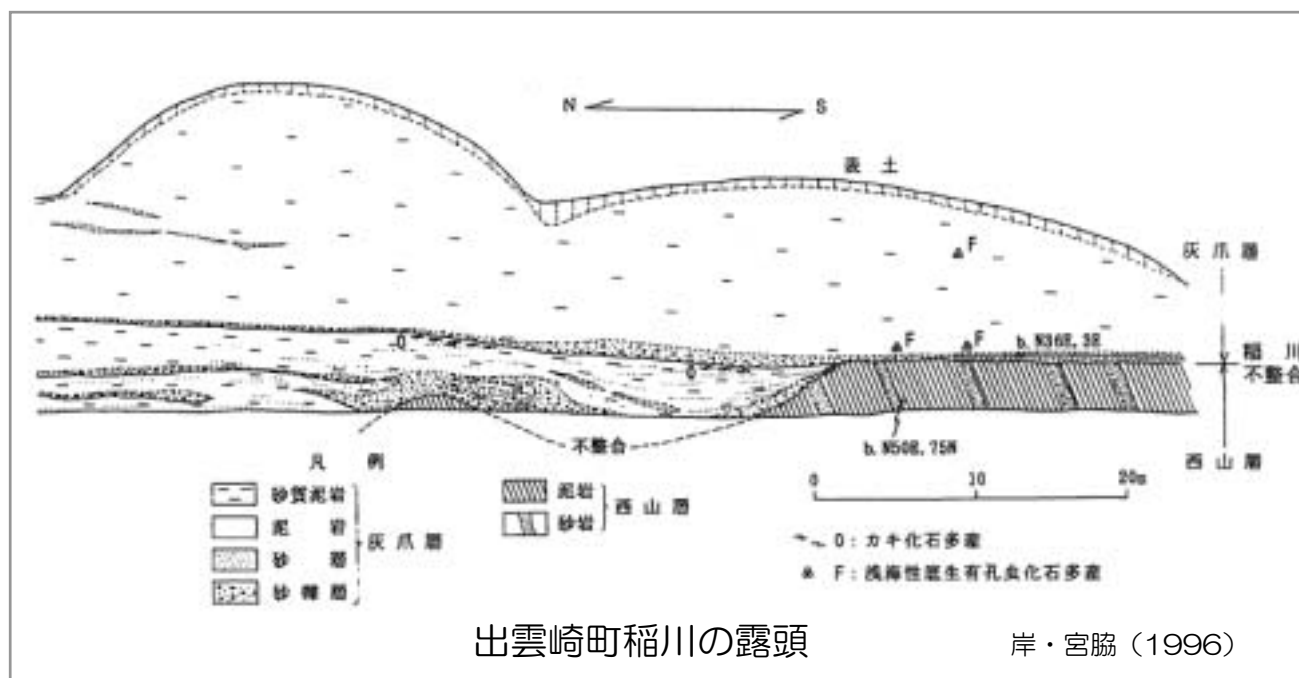 N S
表土
F
灰爪層
O
F F
b. N36E, 3E
稲川
不整合
O
不整合
b. N50E, 75N
西山層
凡例
砂質泥岩
泥岩
砂層
砂礫層
灰爪層
泥岩
砂岩
西山層
0 10 20m
O：カキ化石多産
F：浅海性底生有孔虫化石多産
出雲崎町稲川の露頭
岸・宮脇（1996）